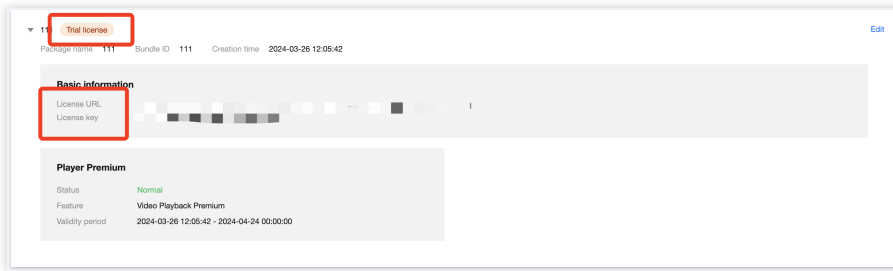 111 Trial license Edit
Package name 111 Bundle ID 111 Creation time 2024-03-26 12:05:42
Basic information
License URL
License key
Player Premium
Status Normal
Feature Video Playback Premium
Validity period 2024-03-26 12:05:42 - 2024-04-24 00:00:00